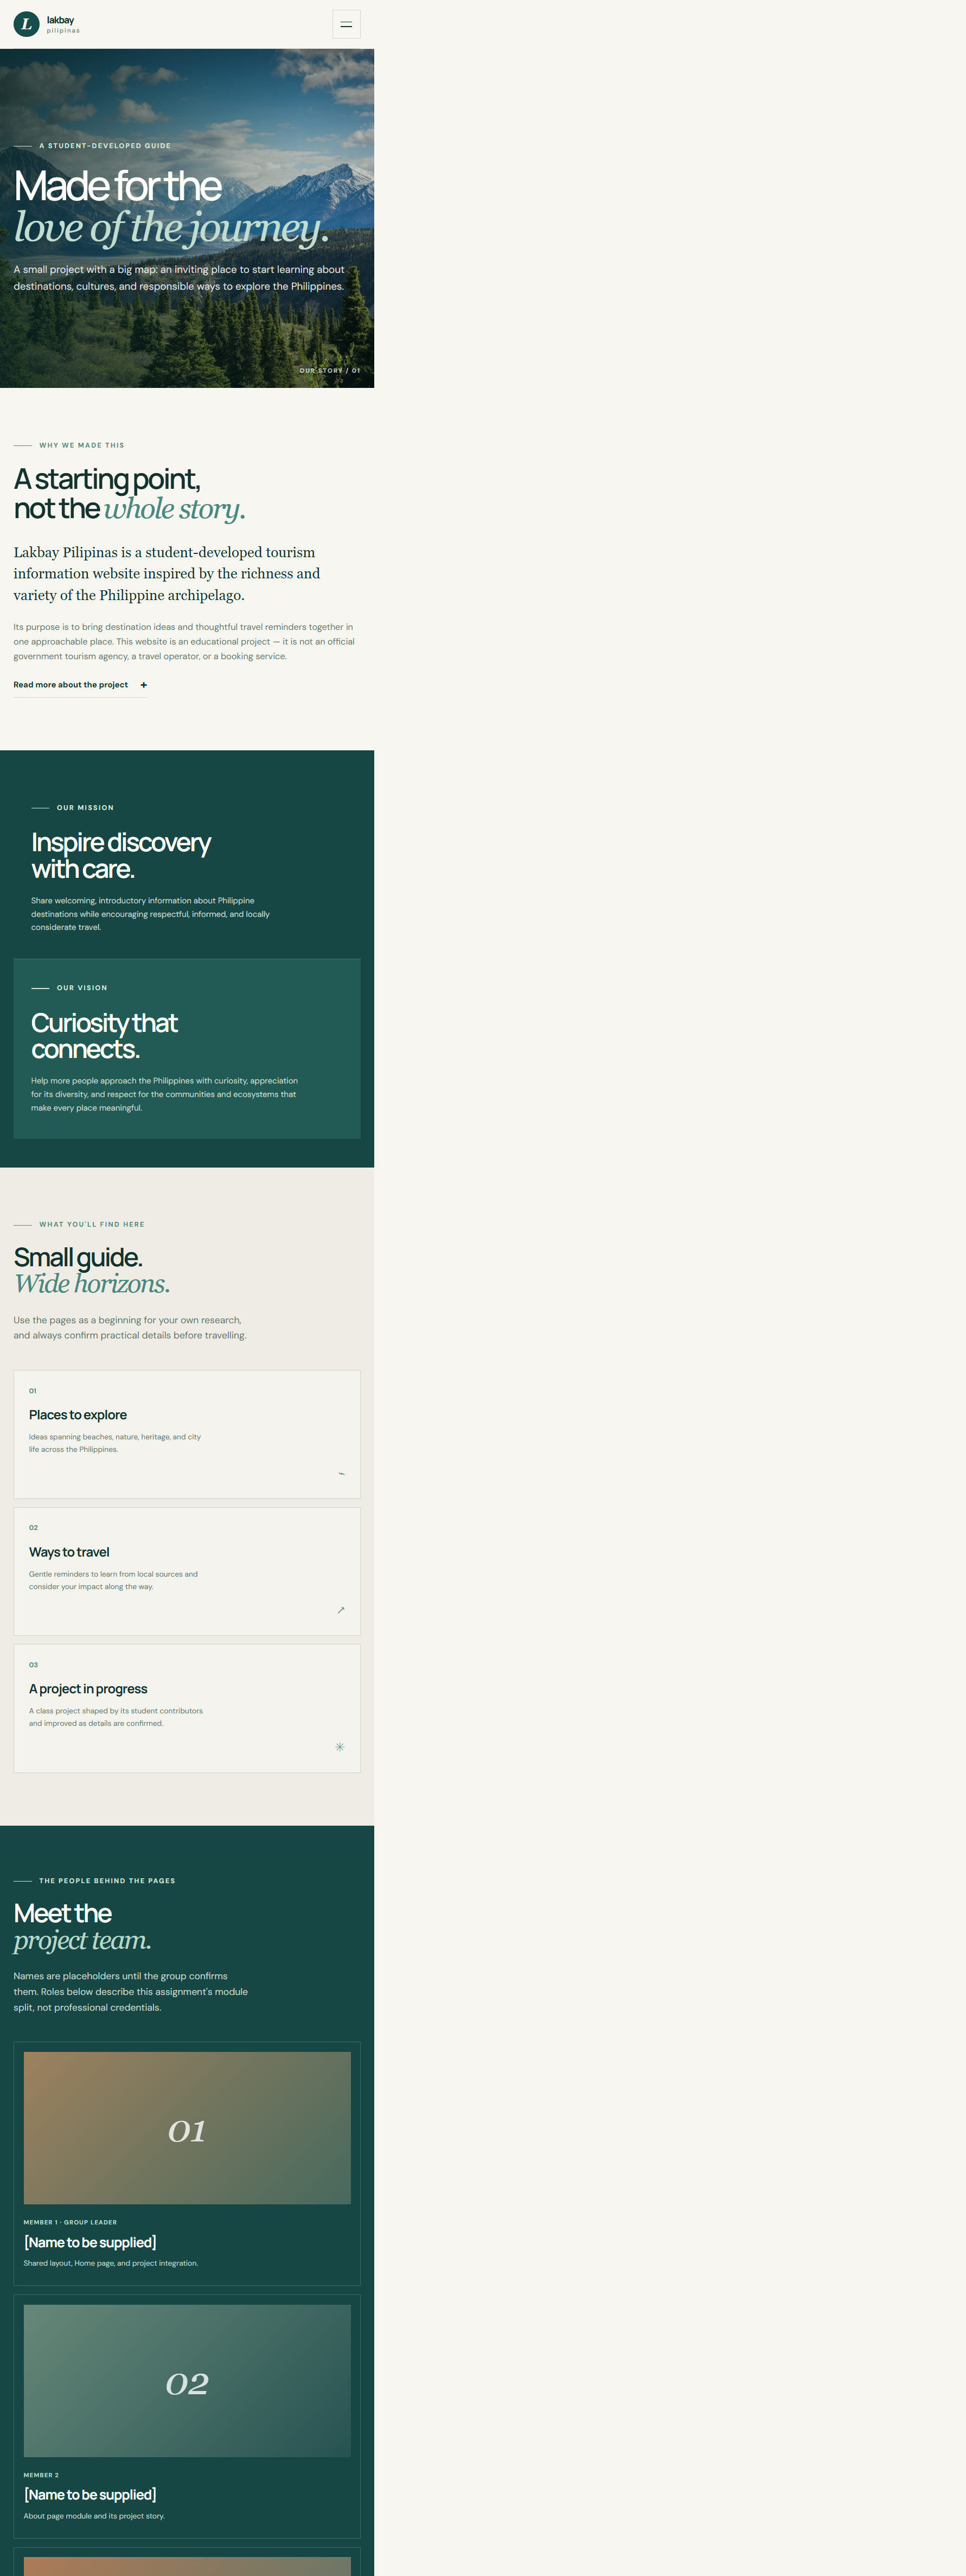 L
lakbay
pilipinas
A STUDENT-DEVELOPED GUIDE
Made for the
love of the journey.
A small project with a big map: an inviting place to start learning about
destinations, cultures, and responsible ways to explore the Philippines.
OUR STORY / 01
WHY WE MADE THIS
A starting point,
not the whole story.
Lakbay Pilipinas is a student-developed tourism
information website inspired by the richness and
variety of the Philippine archipelago.
Its purpose is to bring destination ideas and thoughtful travel reminders together in
one approachable place. This website is an educational project — it is not an official
government tourism agency, a travel operator, or a booking service.
Read more about the project +
OUR MISSION
Inspire discovery
with care.
Share welcoming, introductory information about Philippine
destinations while encouraging respectful, informed, and locally
considerate travel.
OUR VISION
Curiosity that
connects.
Help more people approach the Philippines with curiosity, appreciation
for its diversity, and respect for the communities and ecosystems that
make every place meaningful.
WHAT YOU'LL FIND HERE
Small guide.
Wide horizons.
Use the pages as a beginning for your own research,
and always confirm practical details before travelling.
01
Places to explore
Ideas spanning beaches, nature, heritage, and city
life across the Philippines.
⌁
02
Ways to travel
Gentle reminders to learn from local sources and
consider your impact along the way.
↗
03
A project in progress
A class project shaped by its student contributors
and improved as details are confirmed.
✳
THE PEOPLE BEHIND THE PAGES
Meet the
project team.
Names are placeholders until the group confirms
them. Roles below describe this assignment's module
split, not professional credentials.
01
MEMBER 1 · GROUP LEADER
[Name to be supplied]
Shared layout, Home page, and project integration.
02
MEMBER 2
[Name to be supplied]
About page module and its project story.